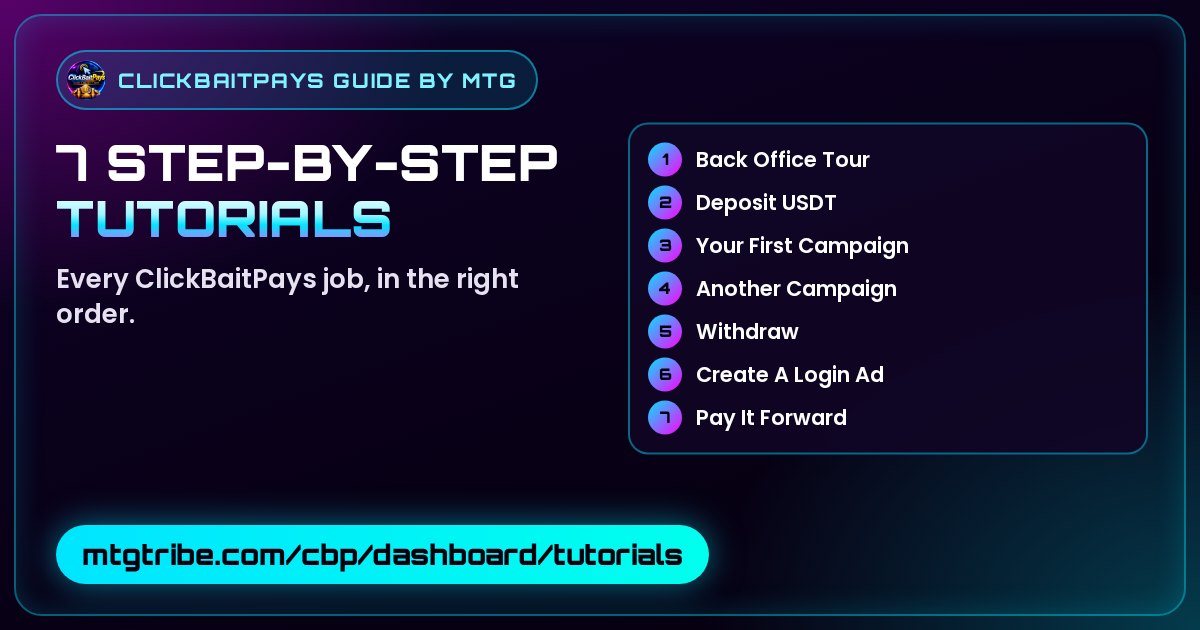 ClickBaitPays
CLICKBAITPAYS GUIDE BY MTG
7 STEP-BY-STEP
TUTORIALS
Every ClickBaitPays job, in the right
order.
1 Back Office Tour
2 Deposit USDT
3 Your First Campaign
4 Another Campaign
5 Withdraw
6 Create A Login Ad
7 Pay It Forward
mtgtribe.com/cbp/dashboard/tutorials